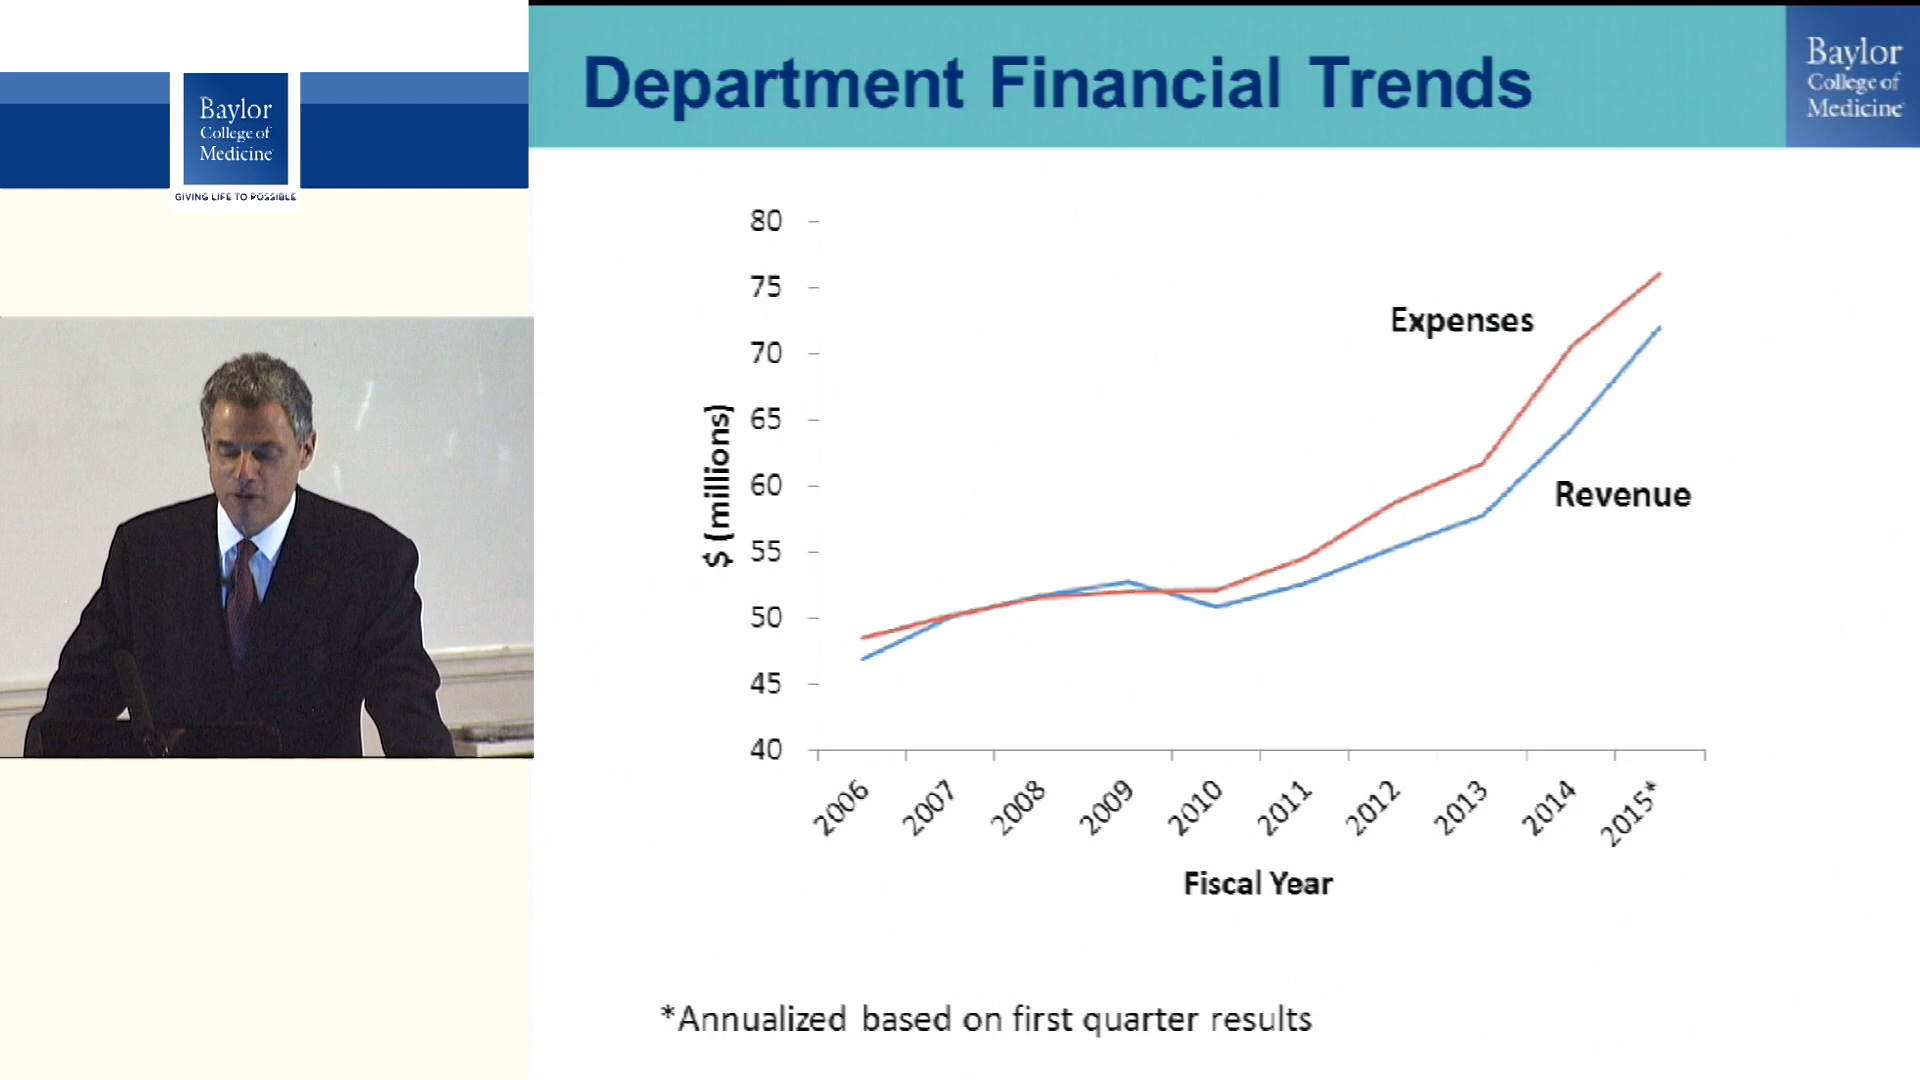 Baylor
College of
Medicine
GIVING LIFE TO POSSIBLE
Department Financial Trends
Baylor
College of
Medicine
80
75
70
65
60
55
50
45
40
$ (millions)
Expenses
Revenue
2006
2007
2008
2009
2010
2011
2012
2013
2014
2015*
Fiscal Year
*Annualized based on first quarter results